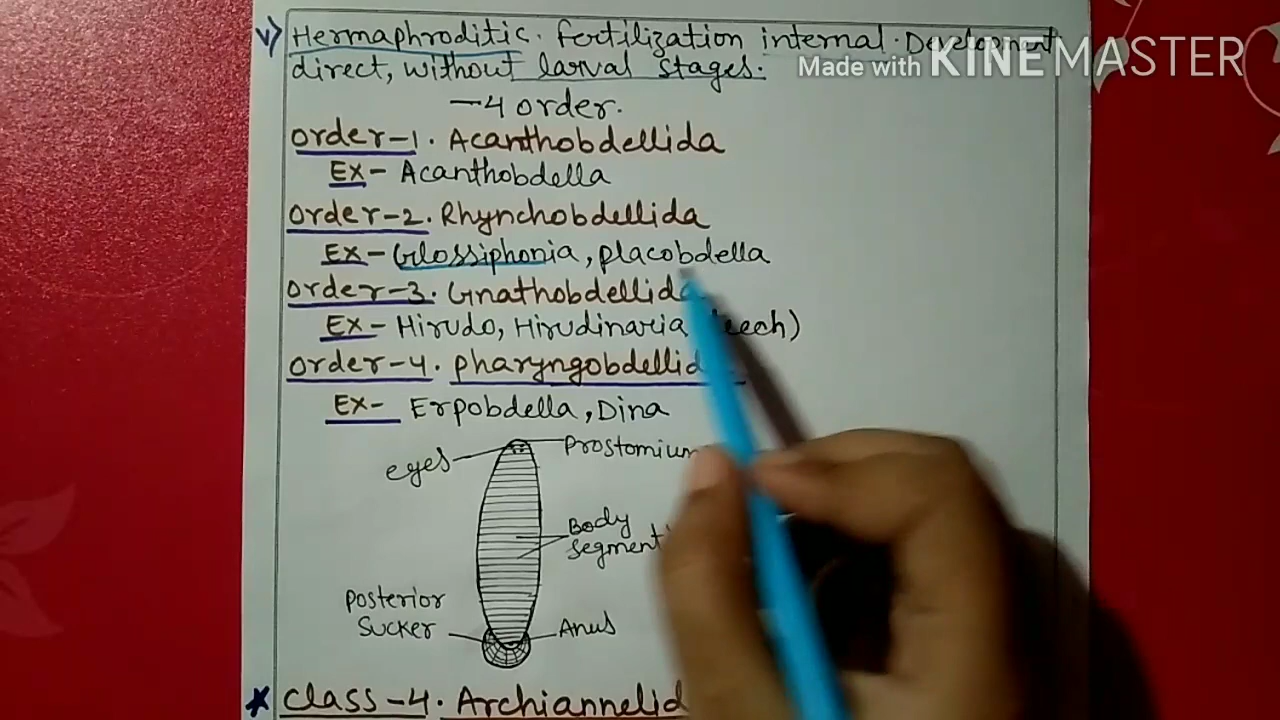 v) Hermaphroditic. Fertilization internal. Development
direct, without larval stages.
Made with KINEMASTER
—4 order.
Order-1. Acanthobdellida
Ex- Acanthobdella
Order-2. Rhynchobdellida
Ex- Glossiphonia, Placobdella
Order-3. Gnathobdellida
Ex- Hirudo, Hirudinaria leech)
Order-4. Pharyngobdellid
Ex- Erpobdella, Dina
eyes
Prostomium
Body
segment
Posterior
Sucker
Anus
* Class-4. Archiannelid